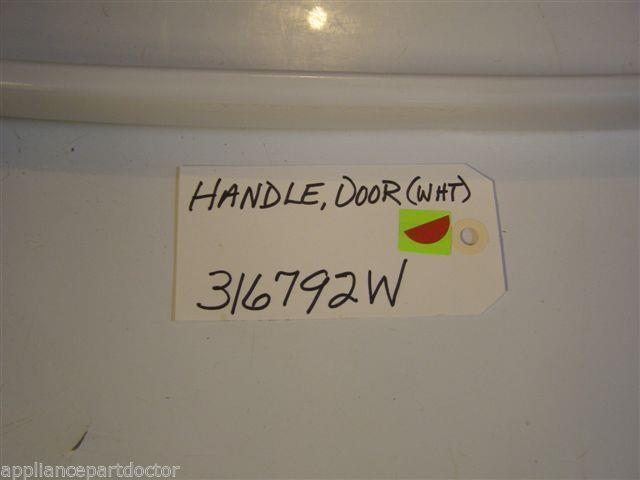 HANDLE, DOOR (WHT)
316792W
appliancepartdoctor